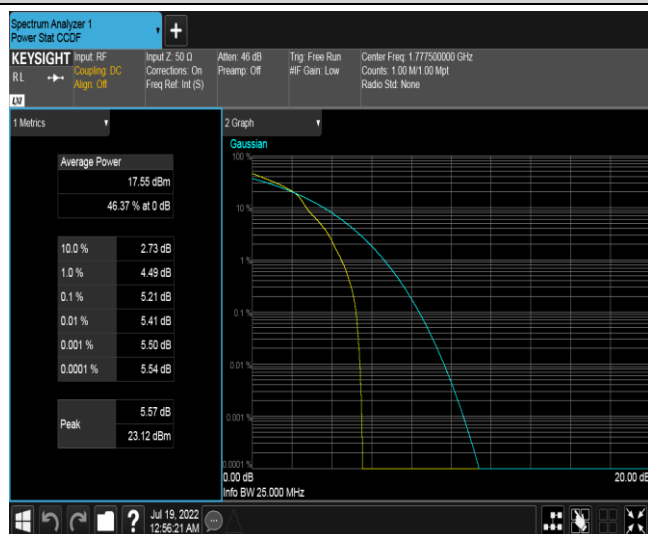 Spectrum Analyzer 1
Power Stat CCDF
+
KEYSIGHT
RL
LXI
Input: RF
Coupling: DC
Align: Off
Input Z: 50 Ω
Corrections: On
Freq Ref: Int (S)
Atten: 46 dB
Preamp: Off
Trig: Free Run
#IF Gain: Low
Center Freq: 1.777500000 GHz
Counts: 1.00 M/1.00 Mpt
Radio Std: None
1 Metrics
Average Power
17.55 dBm
46.37 % at 0 dB
10.0 % 2.73 dB
1.0 % 4.49 dB
0.1 % 5.21 dB
0.01 % 5.41 dB
0.001 % 5.50 dB
0.0001 % 5.54 dB
Peak
5.57 dB
23.12 dBm
2 Graph
Gaussian
100 %
10 %
1 %
0.1 %
0.01 %
0.001 %
0.0001 %
0.00 dB 20.00 dB
Info BW 25.000 MHz
?
Jul 19, 2022
12:56:21 AM